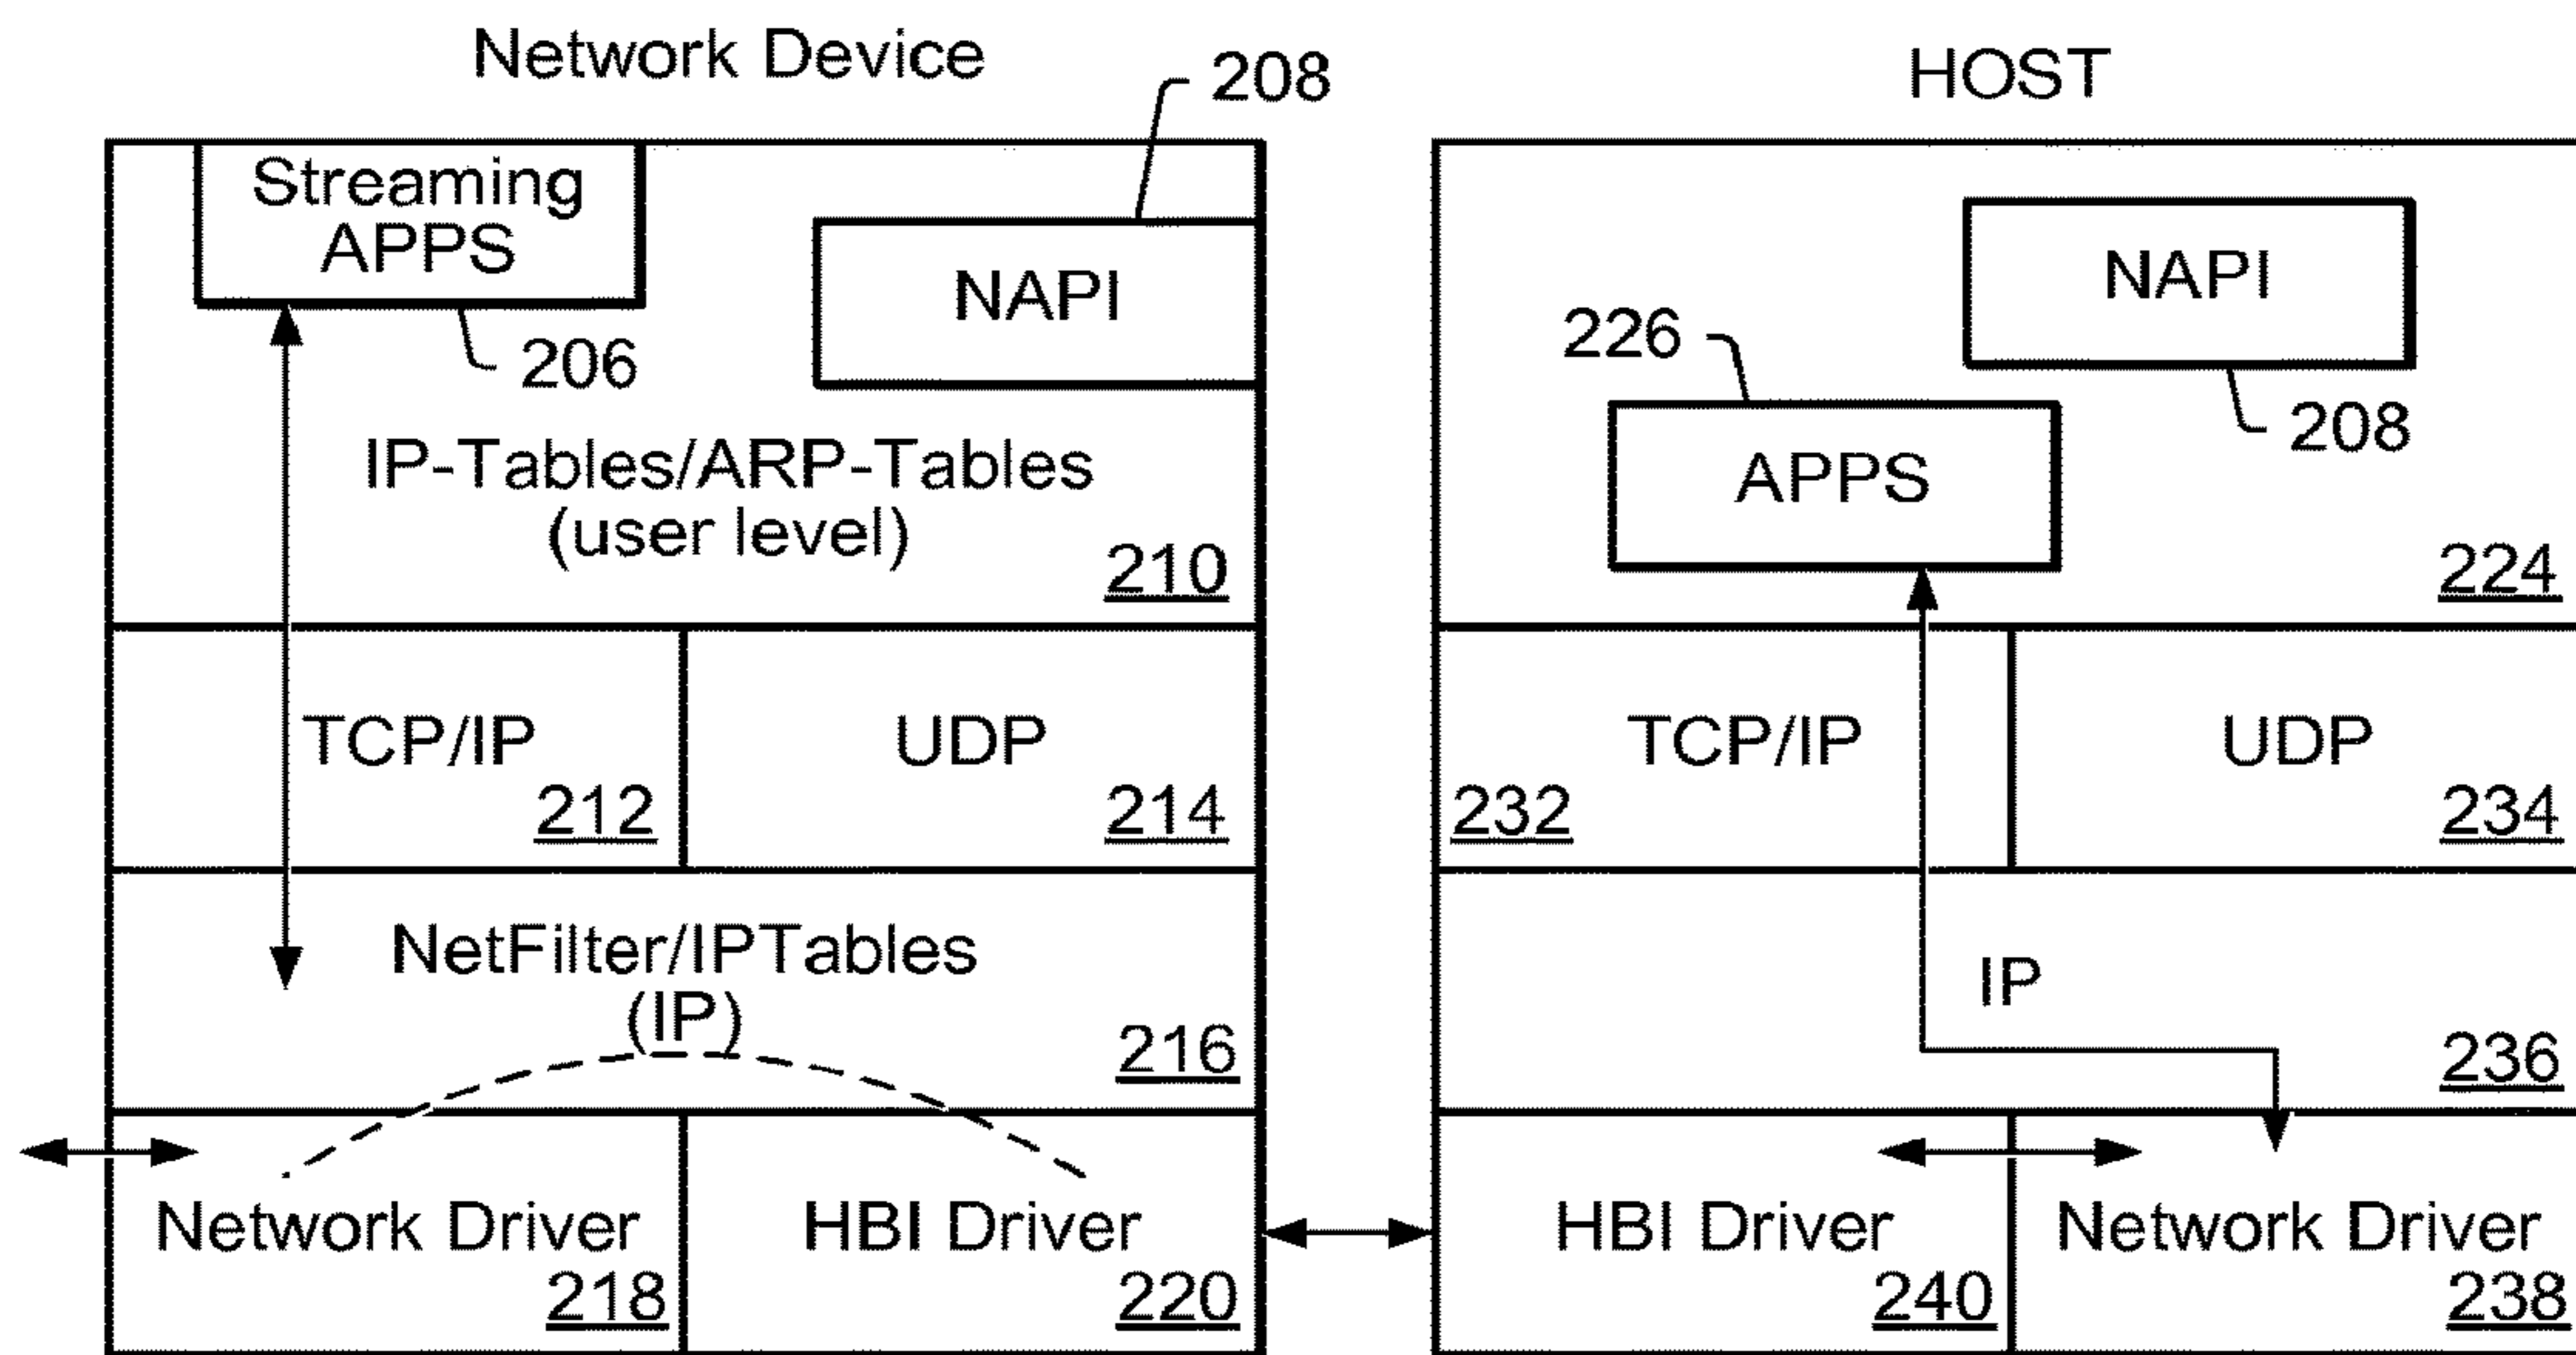 Network Device
208
Streaming
APPS
206
NAPI
IP-Tables/ARP-Tables
(user level)
210
TCP/IP
212
UDP
214
NetFilter/IPTables
(IP)
216
Network Driver
218
HBI Driver
220
HOST
NAPI
208
226
APPS
224
TCP/IP
232
UDP
234
IP
236
HBI Driver
240
Network Driver
238